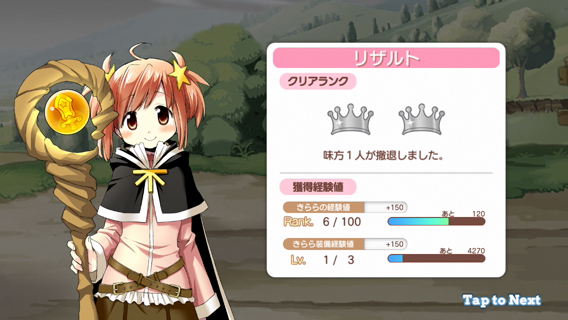 リザルト
クリアランク
味方1人が撤退しました。
獲得経験値
きららの経験値 +150
Rank. 6 / 100 あと 120
きらら装備経験値 +150
Lv. 1 / 3 あと 4270
Tap to Next